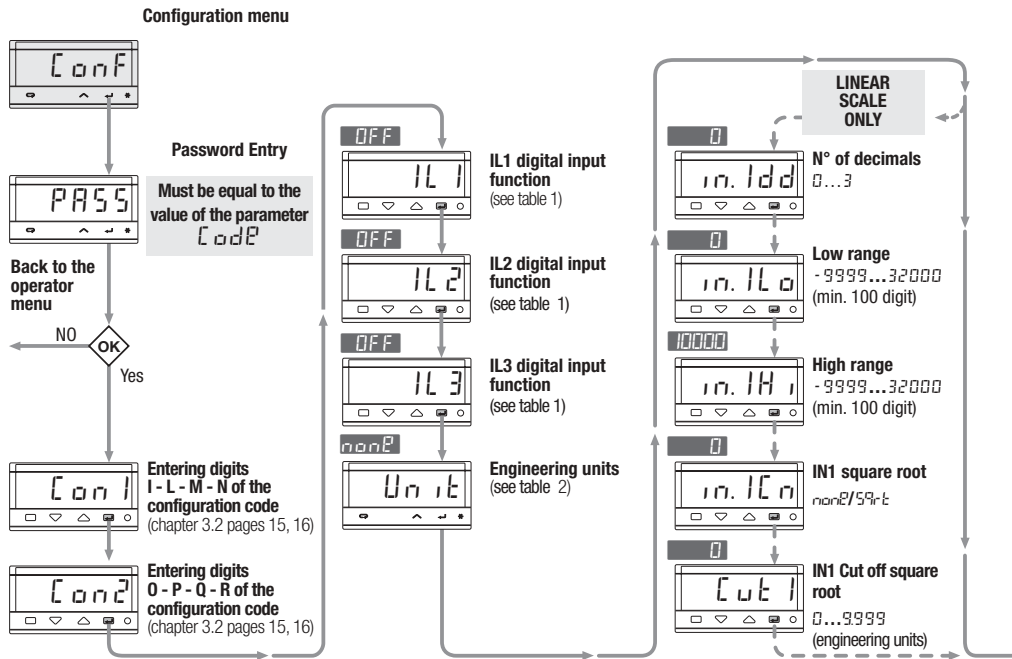 Configuration menu
ConF
Password Entry
PASS
Must be equal to the
value of the parameter
CodE
Back to the
operator
menu
NO
OK
Yes
Con1
Entering digits
I - L - M - N of the
configuration code
(chapter 3.2 pages 15, 16)
Con2
Entering digits
O - P - Q - R of the
configuration code
(chapter 3.2 pages 15, 16)
OFF
IL1
IL1 digital input
function
(see table 1)
OFF
IL2
IL2 digital input
function
(see table 1)
OFF
IL3
IL3 digital input
function
(see table 1)
nonE
Unit
Engineering units
(see table 2)
LINEAR
SCALE
ONLY
0
in.1dd
N° of decimals
0...3
0
in.1Lo
Low range
-9999...32000
(min. 100 digit)
10000
in.1Hi
High range
-9999...32000
(min. 100 digit)
0
in.1Cn
IN1 square root
nonE/Sqrt
0
Cut1
IN1 Cut off square
root
0...9.999
(engineering units)